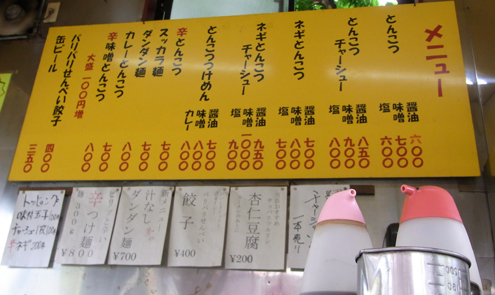 メニュー
とんこつ
醤油 六〇〇
味噌 七〇〇
塩 六〇〇
とんこつチャーシュー
醤油 八五〇
味噌 九五〇
塩 八五〇
ネギとんこつ
醤油 七〇〇
味噌 八〇〇
塩 七〇〇
ネギとんこつチャーシュー
醤油 九五〇
味噌 一〇〇〇
塩 九五〇
とんこつつけめん
醤油 七〇〇
味噌 八〇〇
カレー 八〇〇
辛とんこつ 七〇〇
スッカラ麺 七〇〇
ダンダン麺 七〇〇
カレーとんこつ 七〇〇
辛味噌とんこつ 八〇〇
大盛 一〇〇円増
パリパリせんべい餃子 四〇〇
缶ビール 三五〇
杏仁豆腐
¥200
餃子
¥400
汁なし
ダンダン麺
¥700
辛つけ麺
¥800
トッピング